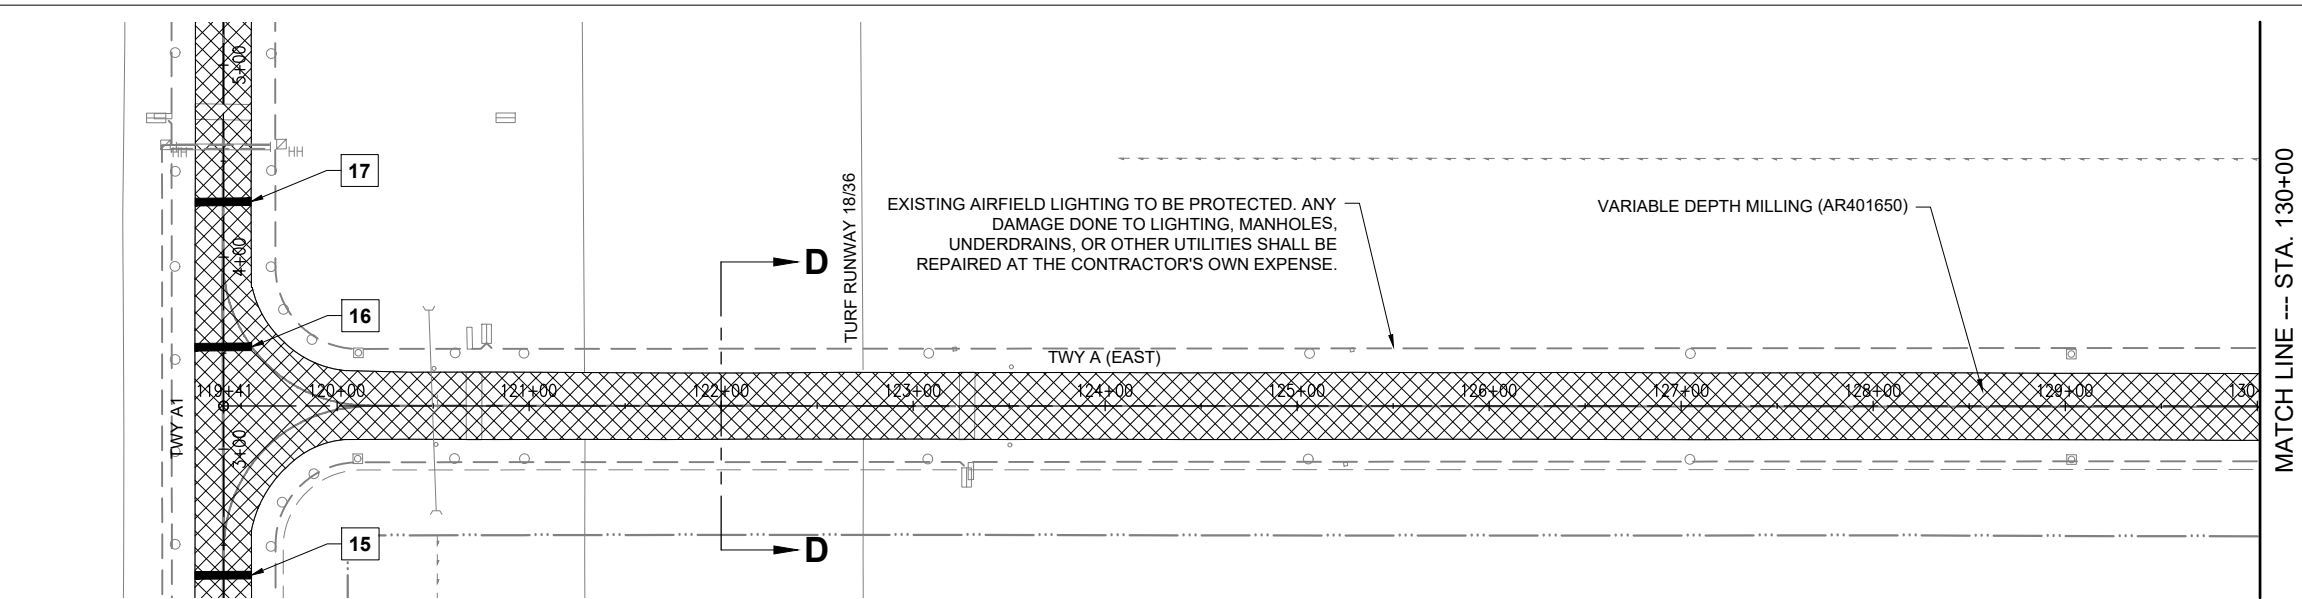 5+00
HH
HH
17
4+00
16
TURF RUNWAY 18/36
D
EXISTING AIRFIELD LIGHTING TO BE PROTECTED. ANY
DAMAGE DONE TO LIGHTING, MANHOLES,
UNDERDRAINS, OR OTHER UTILITIES SHALL BE
REPAIRED AT THE CONTRACTOR'S OWN EXPENSE.
VARIABLE DEPTH MILLING (AR401650)
MATCH LINE --- STA. 130+00
TWY A (EAST)
119+41
120+00
121+00
122+00
123+00
124+00
125+00
126+00
127+00
128+00
129+00
130
TWY A1
3+00
15
D